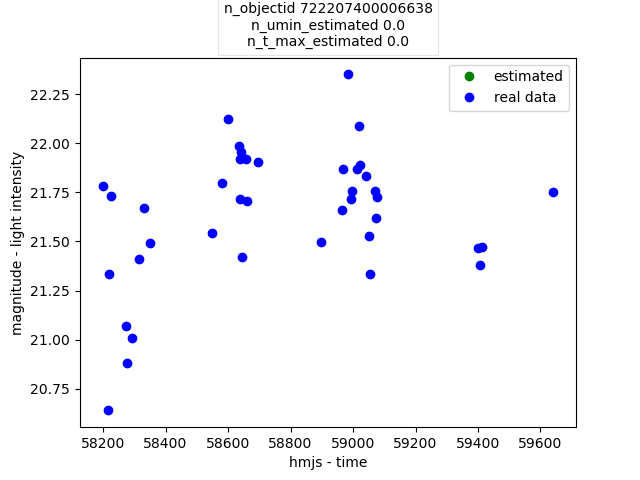 n_objectid 722207400006638
n_umin_estimated 0.0
n_t_max_estimated 0.0
estimated
real data
magnitude - light intensity
22.25
22.00
21.75
21.50
21.25
21.00
20.75
58200 58400 58600 58800 59000 59200 59400 59600
hmjs - time